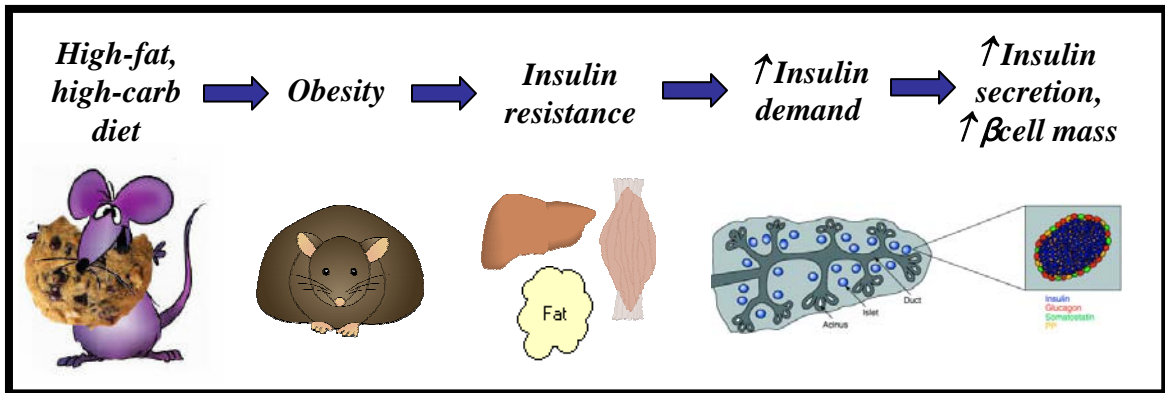 High-fat,
high-carb
diet
Obesity
Insulin
resistance
↑Insulin
demand
↑Insulin
secretion,
↑βcell mass
Fat
Duct
Islet
Acinus
Insulin
Glucagon
Somatostatin
PP